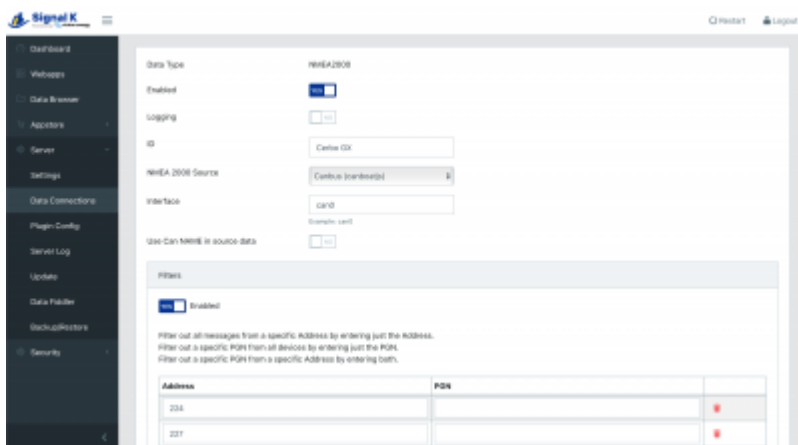 Signal K
Restart
Logout
Dashboard
Webapps
Data Browser
Appstore
Server
Settings
Data Connections
Plugin Config
Server Log
Update
Data Fiddler
Backup/Restore
Security
Data Type NMEA2000
Enabled YES
Logging NO
ID Cerbo GX
NMEA 2000 Source Canbus (canboatjs)
Interface can0
Example: can0
Use Can NAME in source data NO
Filters
YES Enabled
Filter out all messages from a specific Address by entering just the Address.
Filter out a specific PGN from all devices by entering just the PGN.
Filter out a specific PGN from a specific Address by entering both.
Address PGN
224
227